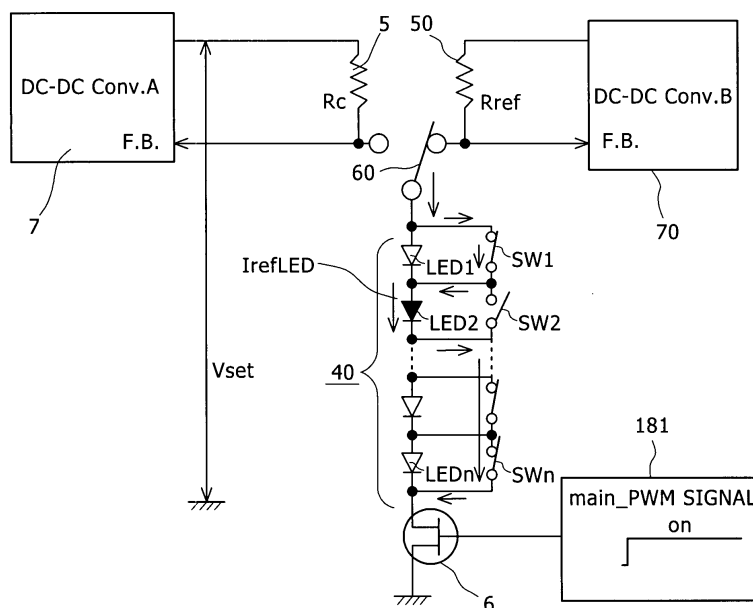 5
50
DC-DC Conv.A
Rc
Rref
DC-DC Conv.B
F.B.
F.B.
60
7
70
IrefLED
LED1
SW1
LED2
SW2
Vset
40
LEDn
SWn
181
main_PWM SIGNAL
on
6